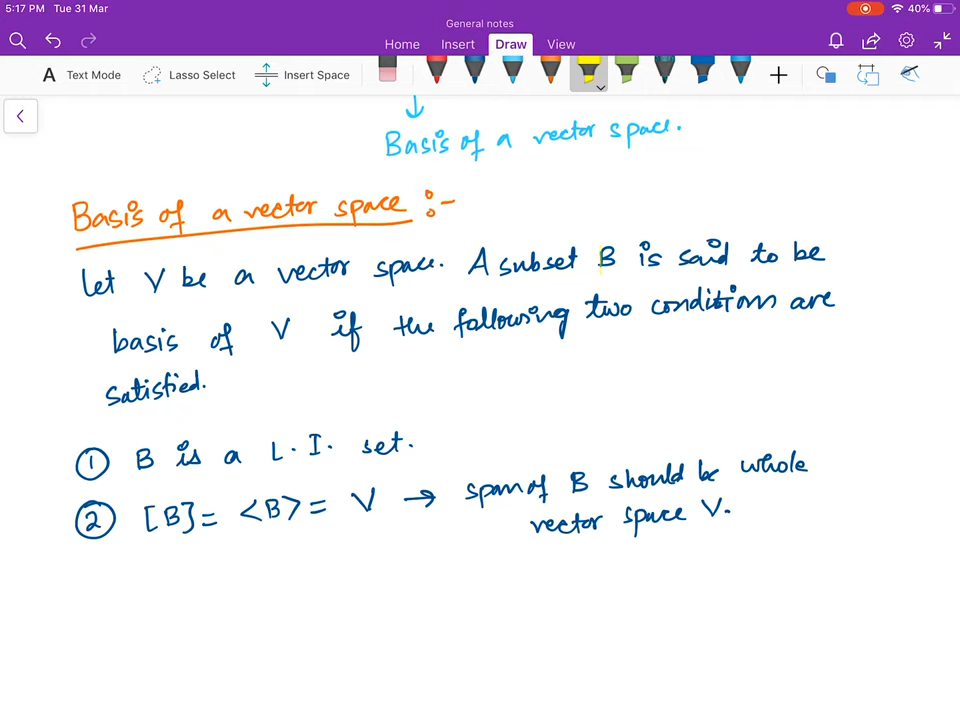 5:17 PM Tue 31 Mar
40%
General notes
Home Insert Draw View
A Text Mode Lasso Select Insert Space
Basis of a vector space.
Basis of a vector space :-
Let V be a vector space. A subset B is said to be
basis of V if the following two conditions are
satisfied.
① B is a L.I. set.
② [B] = <B> = V → span of B should be whole
vector space V.